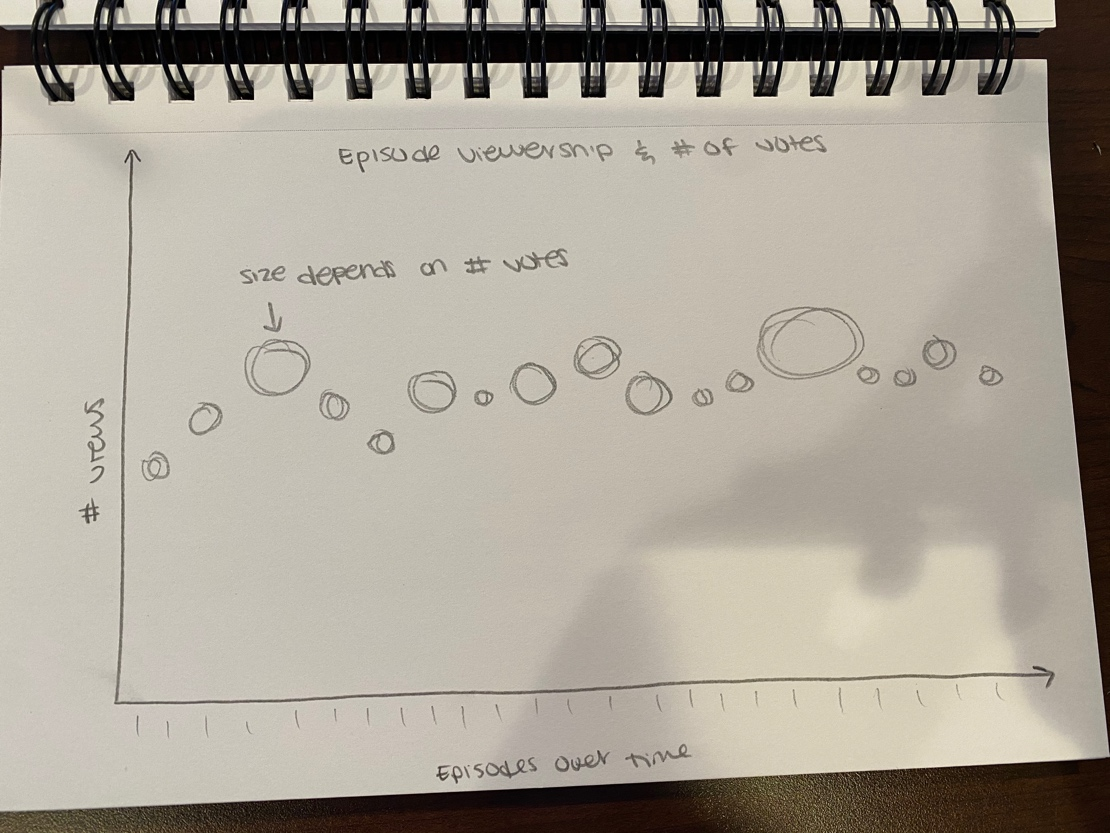 Episode viewership & # of votes
size depends on # votes
# views
Episodes over time